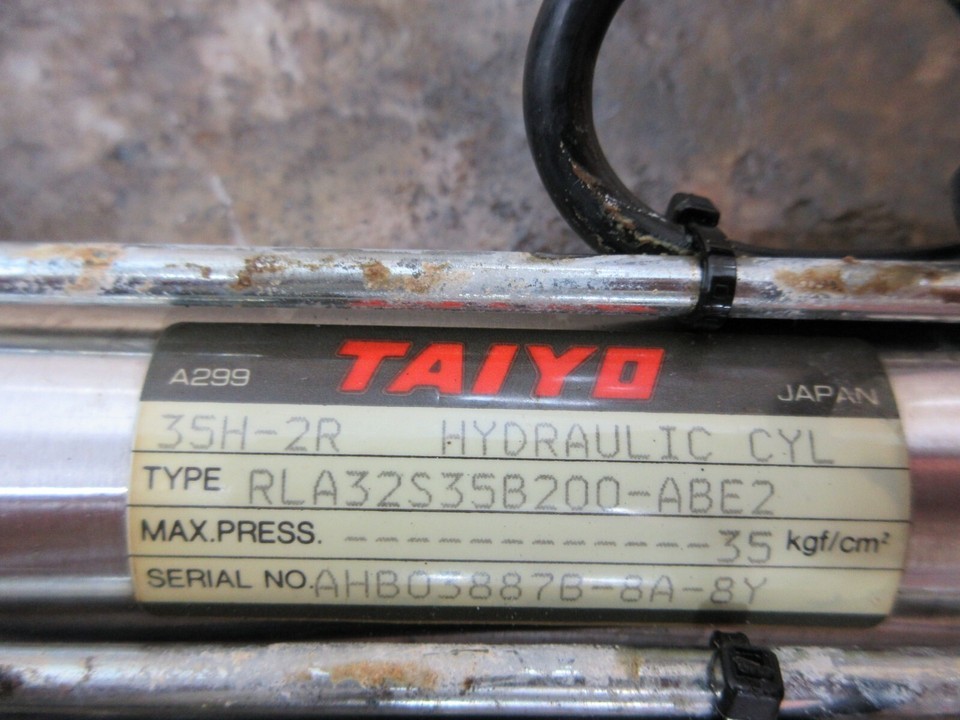 A299 TAIYO JAPAN
35H-2R HYDRAULIC CYL
TYPE RLA32S35B200-ABE2
MAX.PRESS. ------------35 kgf/cm²
SERIAL NO.AHB03887B-8A-8Y